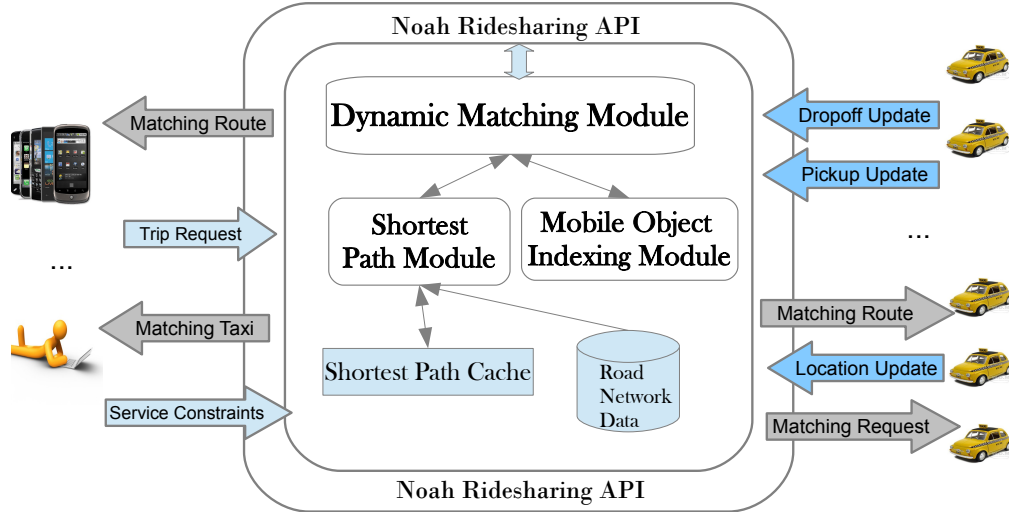 Noah Ridesharing API
Dynamic Matching Module
Matching Route
Dropoff Update
Pickup Update
Shortest
Path Module
Mobile Object
Indexing Module
Trip Request
...
...
Matching Route
Matching Taxi
Shortest Path Cache
Road
Network
Data
Location Update
Service Constraints
Matching Request
Noah Ridesharing API